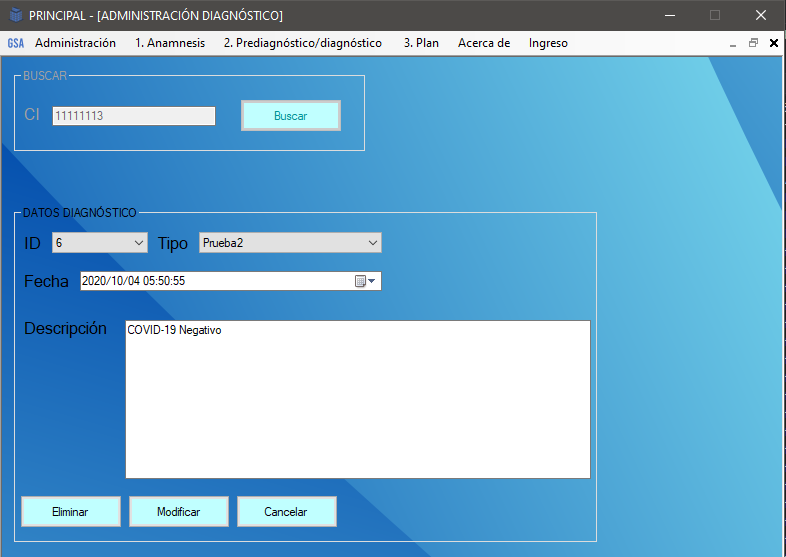 PRINCIPAL - [ADMINISTRACIÓN DIAGNÓSTICO]
GSA Administración 1. Anamnesis 2. Prediagnóstico/diagnóstico 3. Plan Acerca de Ingreso
BUSCAR
CI 11111113 Buscar
DATOS DIAGNÓSTICO
ID 6 Tipo Prueba2
Fecha 2020/10/04 05:50:55
Descripción COVID-19 Negativo
Eliminar Modificar Cancelar